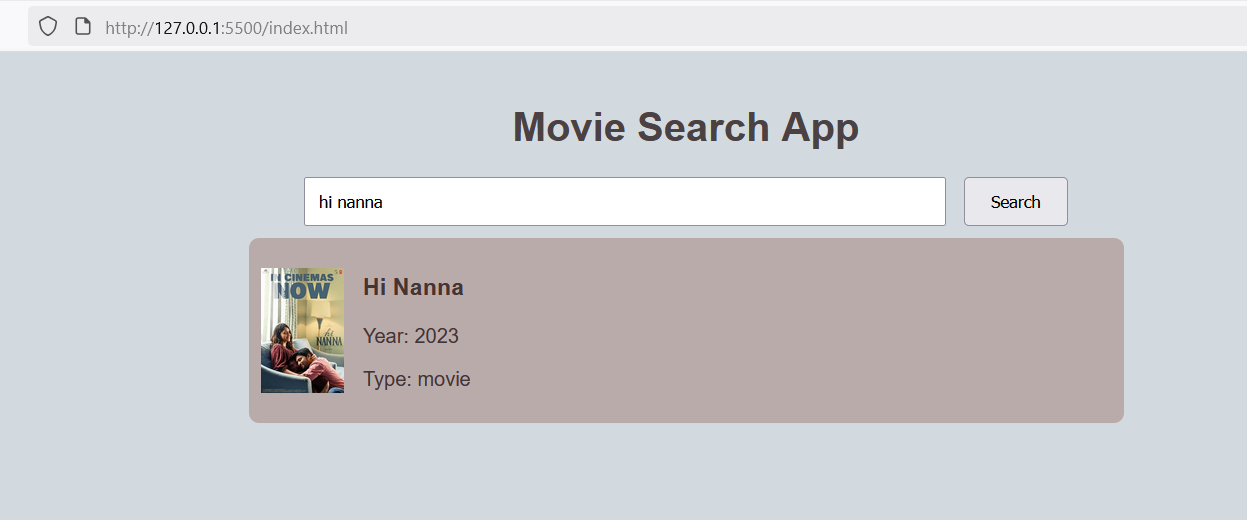 http://127.0.0.1:5500/index.html
Movie Search App
hi nanna
Search
IN CINEMAS
NOW
hi
NANNA
Hi Nanna
Year: 2023
Type: movie